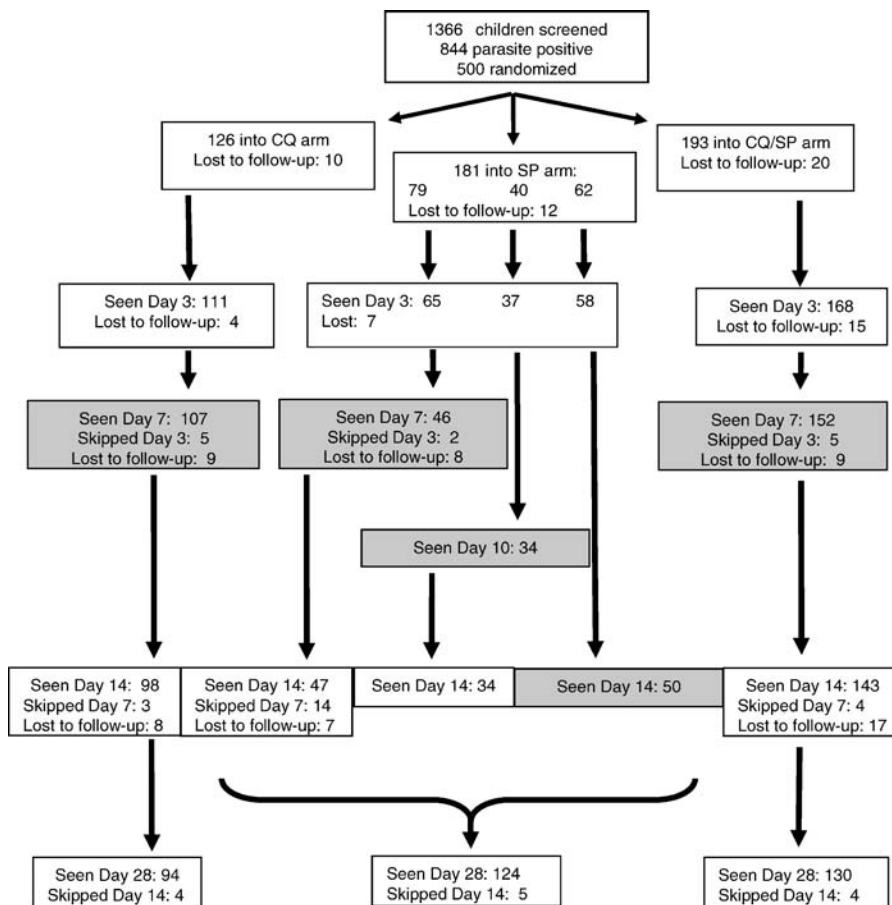 1366 children screened
844 parasite positive
500 randomized
126 into CQ arm
Lost to follow-up: 10
181 into SP arm:
79 40 62
Lost to follow-up: 12
193 into CQ/SP arm
Lost to follow-up: 20
Seen Day 3: 111
Lost to follow-up: 4
Seen Day 3: 65 37 58
Lost: 7
Seen Day 3: 168
Lost to follow-up: 15
Seen Day 7: 107
Skipped Day 3: 5
Lost to follow-up: 9
Seen Day 7: 46
Skipped Day 3: 2
Lost to follow-up: 8
Seen Day 7: 152
Skipped Day 3: 5
Lost to follow-up: 9
Seen Day 10: 34
Seen Day 14: 98
Skipped Day 7: 3
Lost to follow-up: 8
Seen Day 14: 47
Skipped Day 7: 14
Lost to follow-up: 7
Seen Day 14: 34
Seen Day 14: 50
Seen Day 14: 143
Skipped Day 7: 4
Lost to follow-up: 17
Seen Day 28: 94
Skipped Day 14: 4
Seen Day 28: 124
Skipped Day 14: 5
Seen Day 28: 130
Skipped Day 14: 4